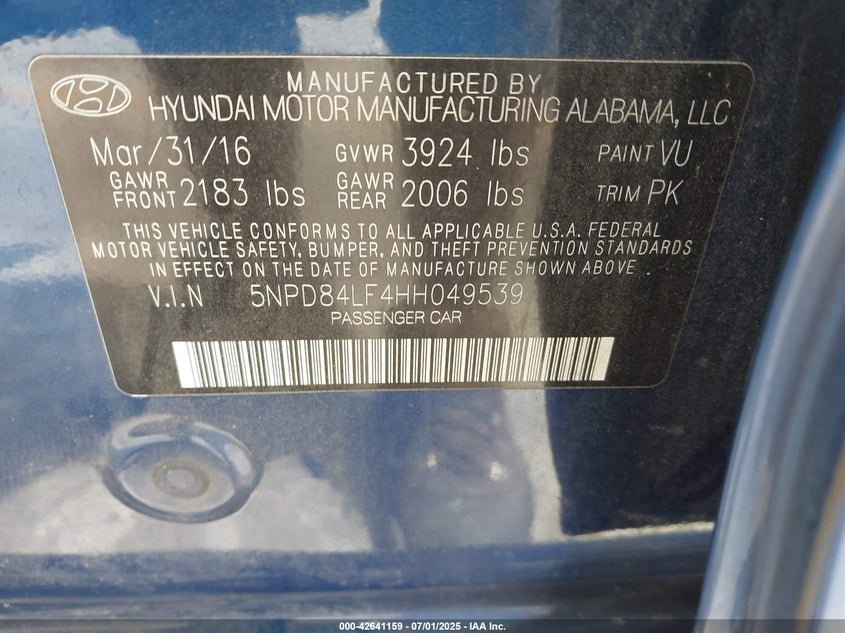 MANUFACTURED BY
HYUNDAI MOTOR MANUFACTURING ALABAMA, LLC
Mar/31/16 GVWR 3924 lbs PAINT VU
GAWR FRONT 2183 lbs GAWR REAR 2006 lbs TRIM PK
THIS VEHICLE CONFORMS TO ALL APPLICABLE U.S.A. FEDERAL
MOTOR VEHICLE SAFETY, BUMPER, AND THEFT PREVENTION STANDARDS
IN EFFECT ON THE DATE OF MANUFACTURE SHOWN ABOVE.
V.I.N 5NPD84LF4HH049539
PASSENGER CAR
000-42641159 - 07/01/2025 - IAA Inc.